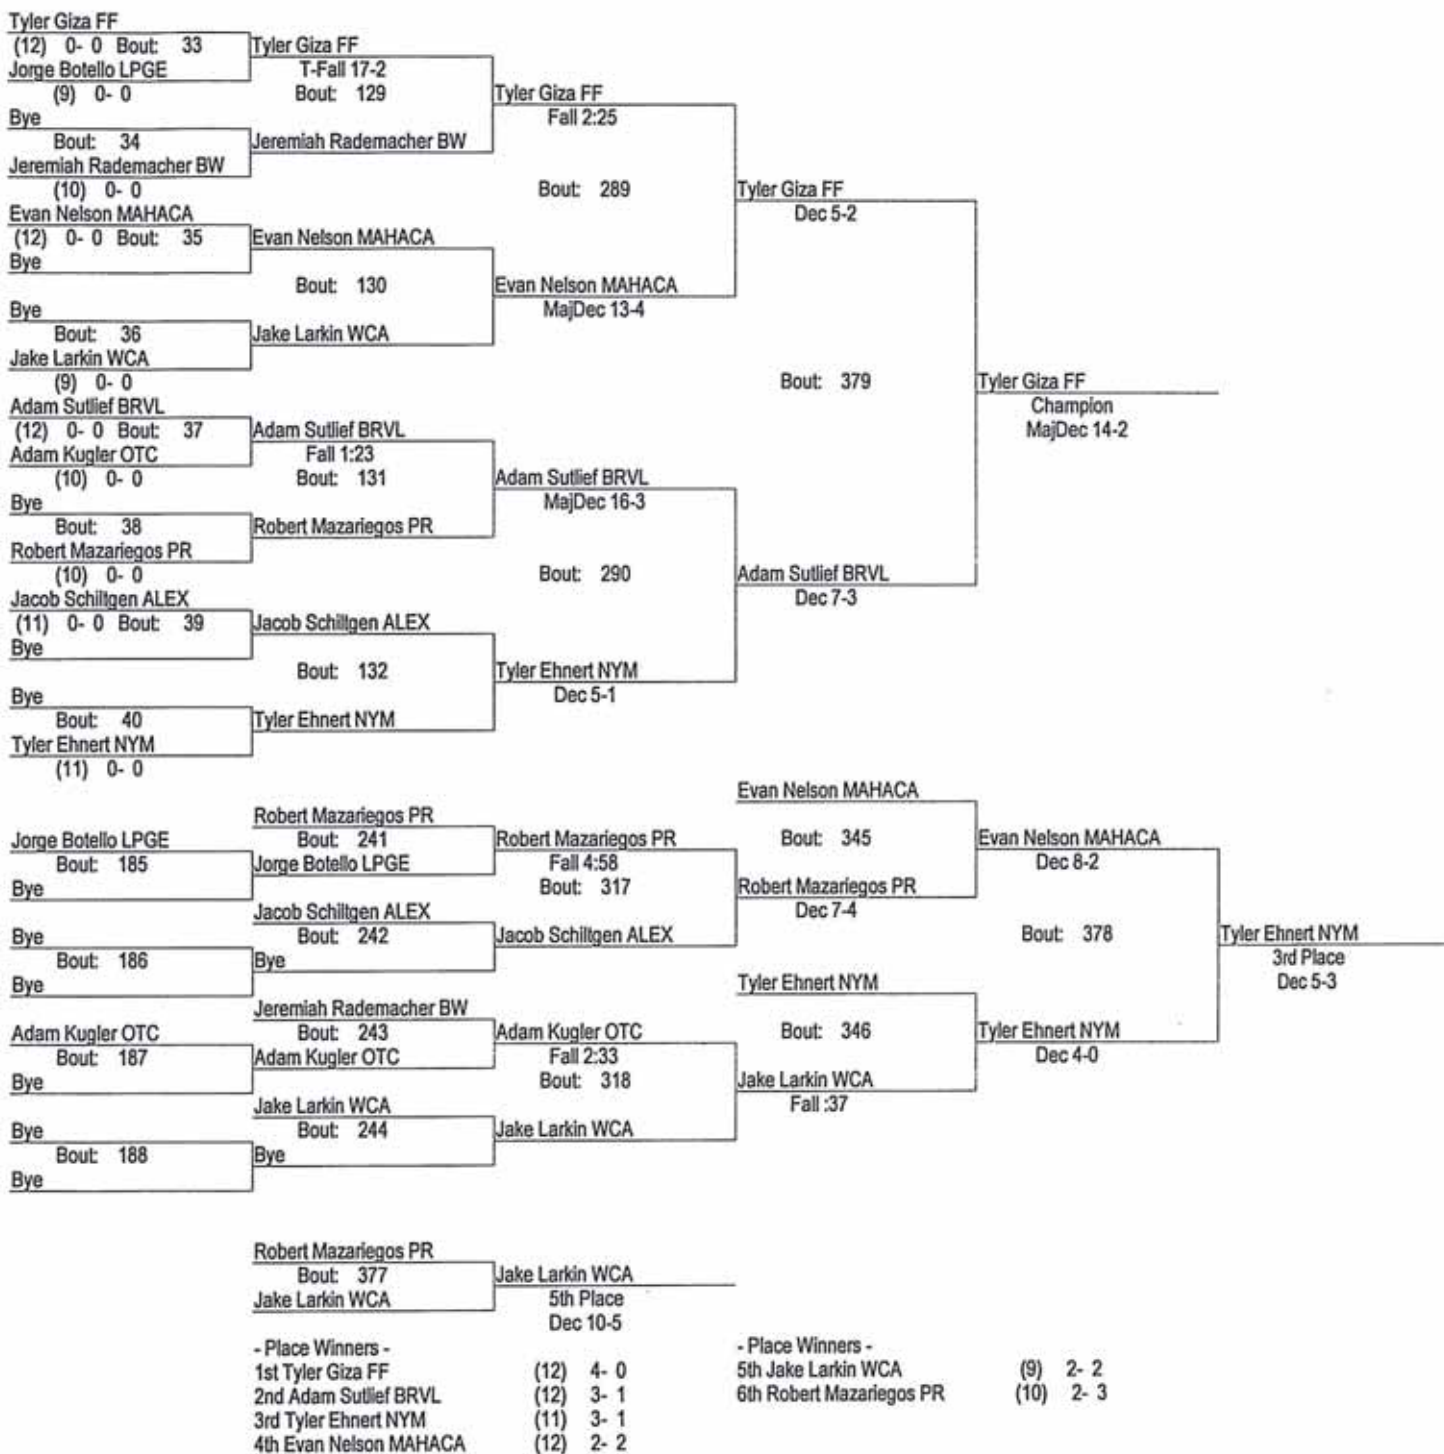 Tyler Giza FF
(12) 0- 0 Bout: 33
Jorge Botello LPGE
(9) 0- 0
Bye
Bout: 34
Jeremiah Rademacher BW
(10) 0- 0
Evan Nelson MAHACA
(12) 0- 0 Bout: 35
Bye
Bye
Bout: 36
Jake Larkin WCA
(9) 0- 0
Adam Sutlief BRVL
(12) 0- 0 Bout: 37
Adam Kugler OTC
(10) 0- 0
Bye
Bout: 38
Robert Mazariegos PR
(10) 0- 0
Jacob Schiltgen ALEX
(11) 0- 0 Bout: 39
Bye
Bye
Bout: 40
Tyler Ehnert NYM
(11) 0- 0
Tyler Giza FF
T-Fall 17-2
Bout: 129
Jeremiah Rademacher BW
Evan Nelson MAHACA
Bout: 130
Jake Larkin WCA
Adam Sutlief BRVL
Fall 1:23
Bout: 131
Robert Mazariegos PR
Jacob Schiltgen ALEX
Bout: 132
Tyler Ehnert NYM
Tyler Giza FF
Fall 2:25
Bout: 289
Evan Nelson MAHACA
MajDec 13-4
Adam Sutlief BRVL
MajDec 16-3
Bout: 290
Tyler Ehnert NYM
Dec 5-1
Tyler Giza FF
Dec 5-2
Bout: 379
Adam Sutlief BRVL
Dec 7-3
Tyler Giza FF
Champion
MajDec 14-2
Jorge Botello LPGE
Bout: 185
Bye
Bye
Bout: 186
Bye
Adam Kugler OTC
Bout: 187
Bye
Bye
Bout: 188
Bye
Robert Mazariegos PR
Bout: 241
Jorge Botello LPGE
Jacob Schiltgen ALEX
Bout: 242
Bye
Jeremiah Rademacher BW
Bout: 243
Adam Kugler OTC
Jake Larkin WCA
Bout: 244
Bye
Robert Mazariegos PR
Fall 4:58
Bout: 317
Jacob Schiltgen ALEX
Adam Kugler OTC
Fall 2:33
Bout: 318
Jake Larkin WCA
Evan Nelson MAHACA
Bout: 345
Robert Mazariegos PR
Dec 7-4
Tyler Ehnert NYM
Bout: 346
Jake Larkin WCA
Fall :37
Evan Nelson MAHACA
Dec 8-2
Bout: 378
Tyler Ehnert NYM
Dec 4-0
Tyler Ehnert NYM
3rd Place
Dec 5-3
Robert Mazariegos PR
Bout: 377
Jake Larkin WCA
Jake Larkin WCA
5th Place
Dec 10-5
- Place Winners -
1st Tyler Giza FF (12) 4- 0
2nd Adam Sutlief BRVL (12) 3- 1
3rd Tyler Ehnert NYM (11) 3- 1
4th Evan Nelson MAHACA (12) 2- 2
- Place Winners -
5th Jake Larkin WCA (9) 2- 2
6th Robert Mazariegos PR (10) 2- 3